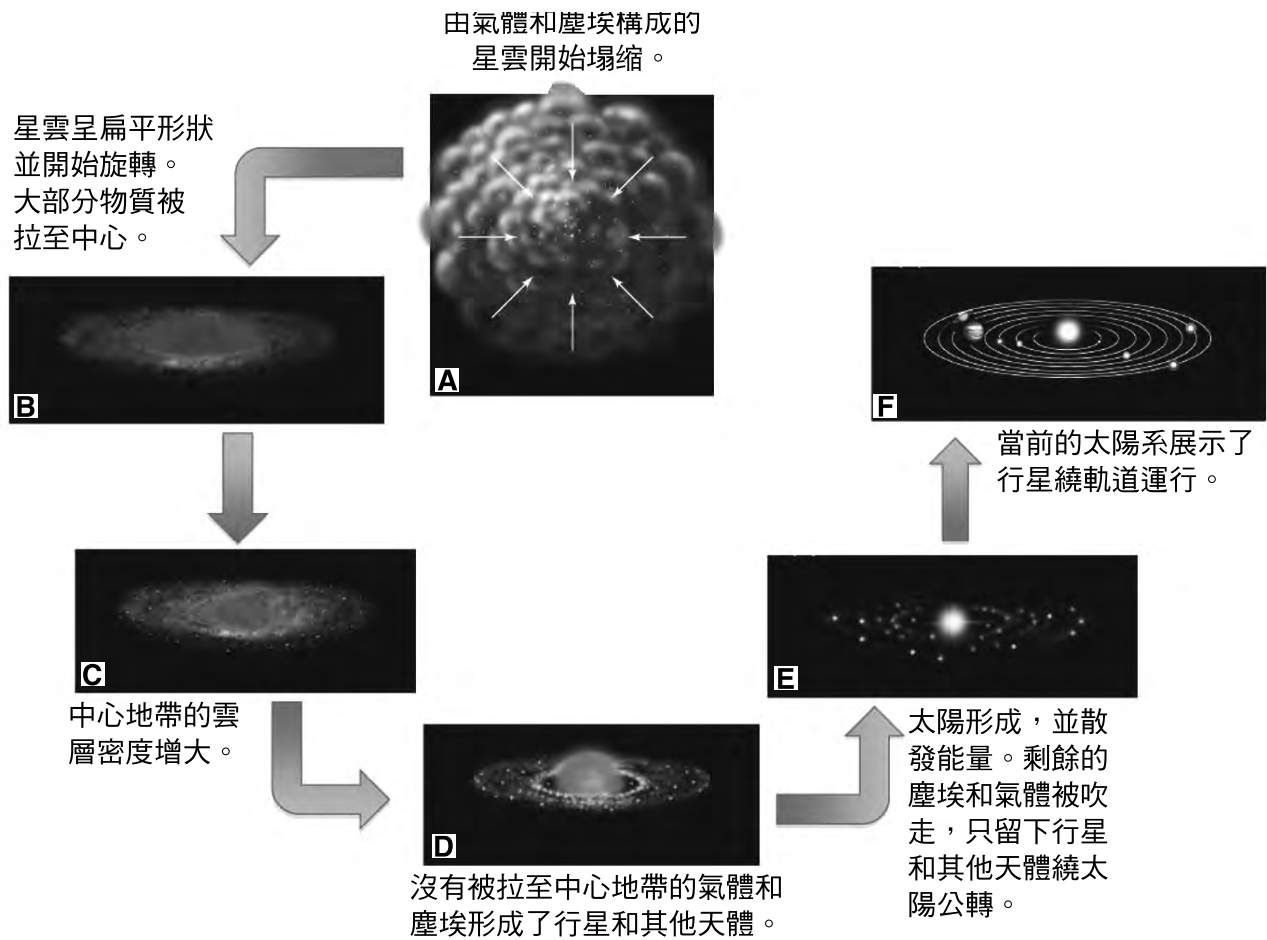 由氣體和塵埃構成的
星雲開始塌缩。
A
星雲呈扁平形狀
並開始旋轉。
大部分物質被
拉至中心。
B
C
中心地帶的雲
層密度增大。
D
沒有被拉至中心地帶的氣體和
塵埃形成了行星和其他天體。
E
太陽形成，並散
發能量。剩餘的
塵埃和氣體被吹
走，只留下行星
和其他天體繞太
陽公轉。
F
當前的太陽系展示了
行星繞軌道運行。